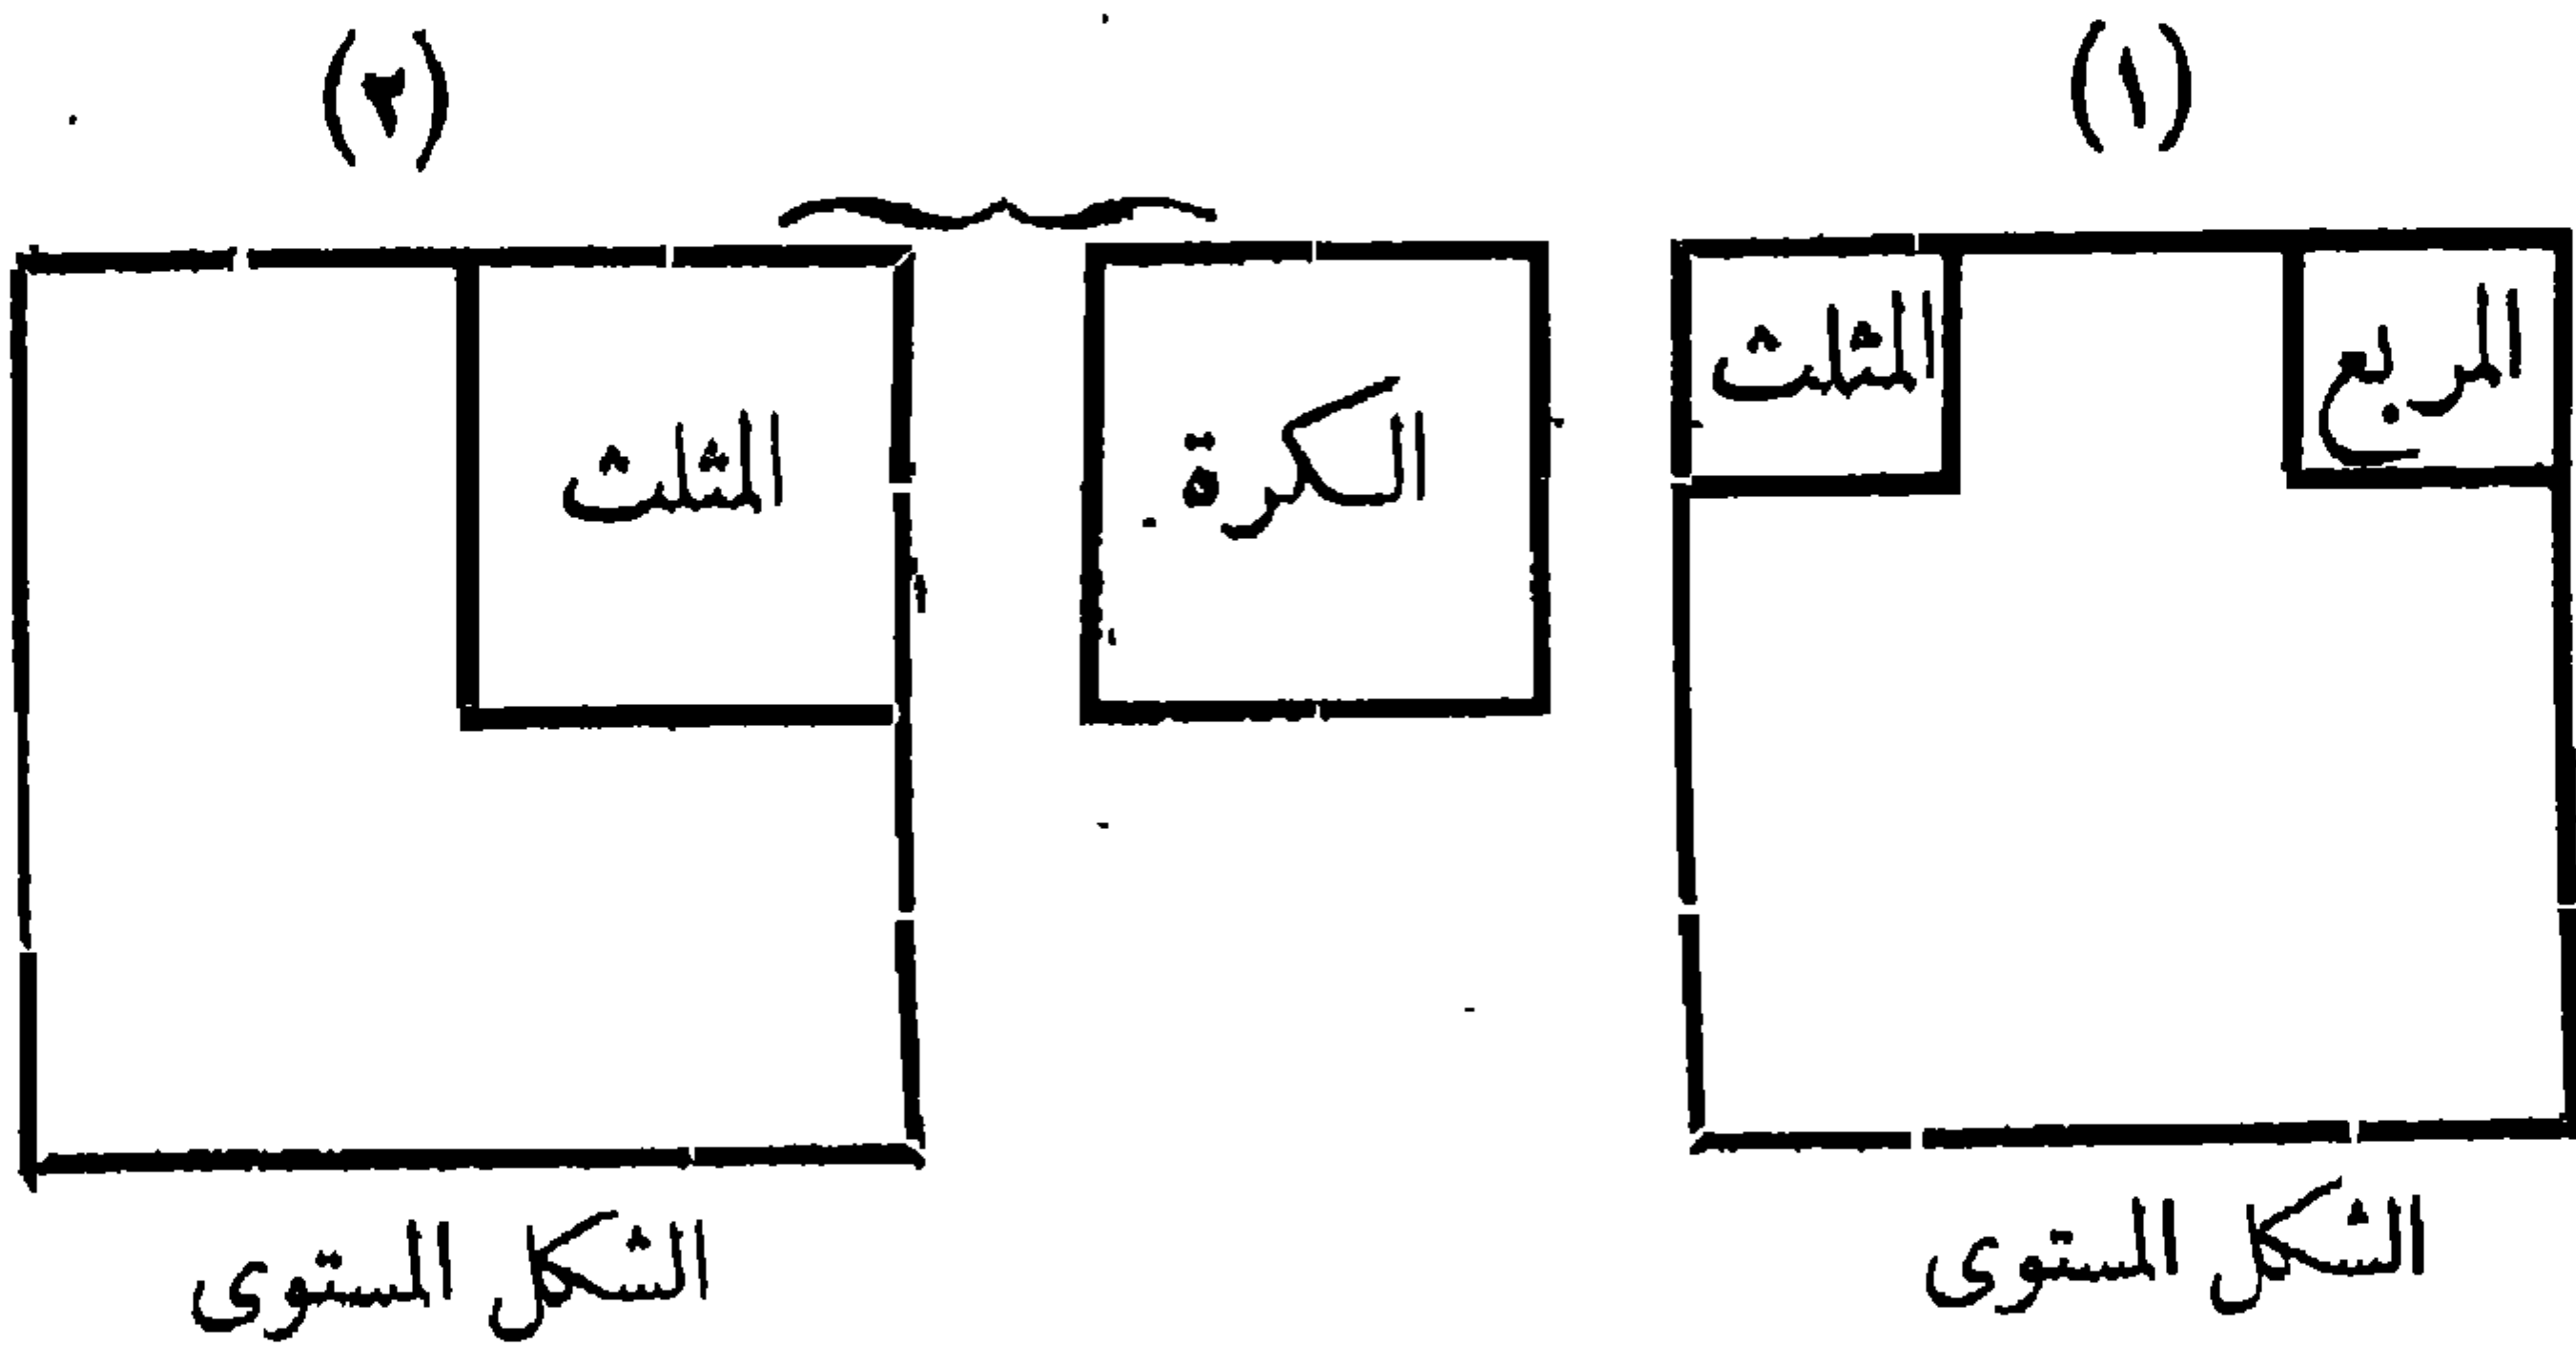 (١)
(٢)
المربع
المثلث
الكرة
المثلث
الشكل المستوى
الشكل المستوى